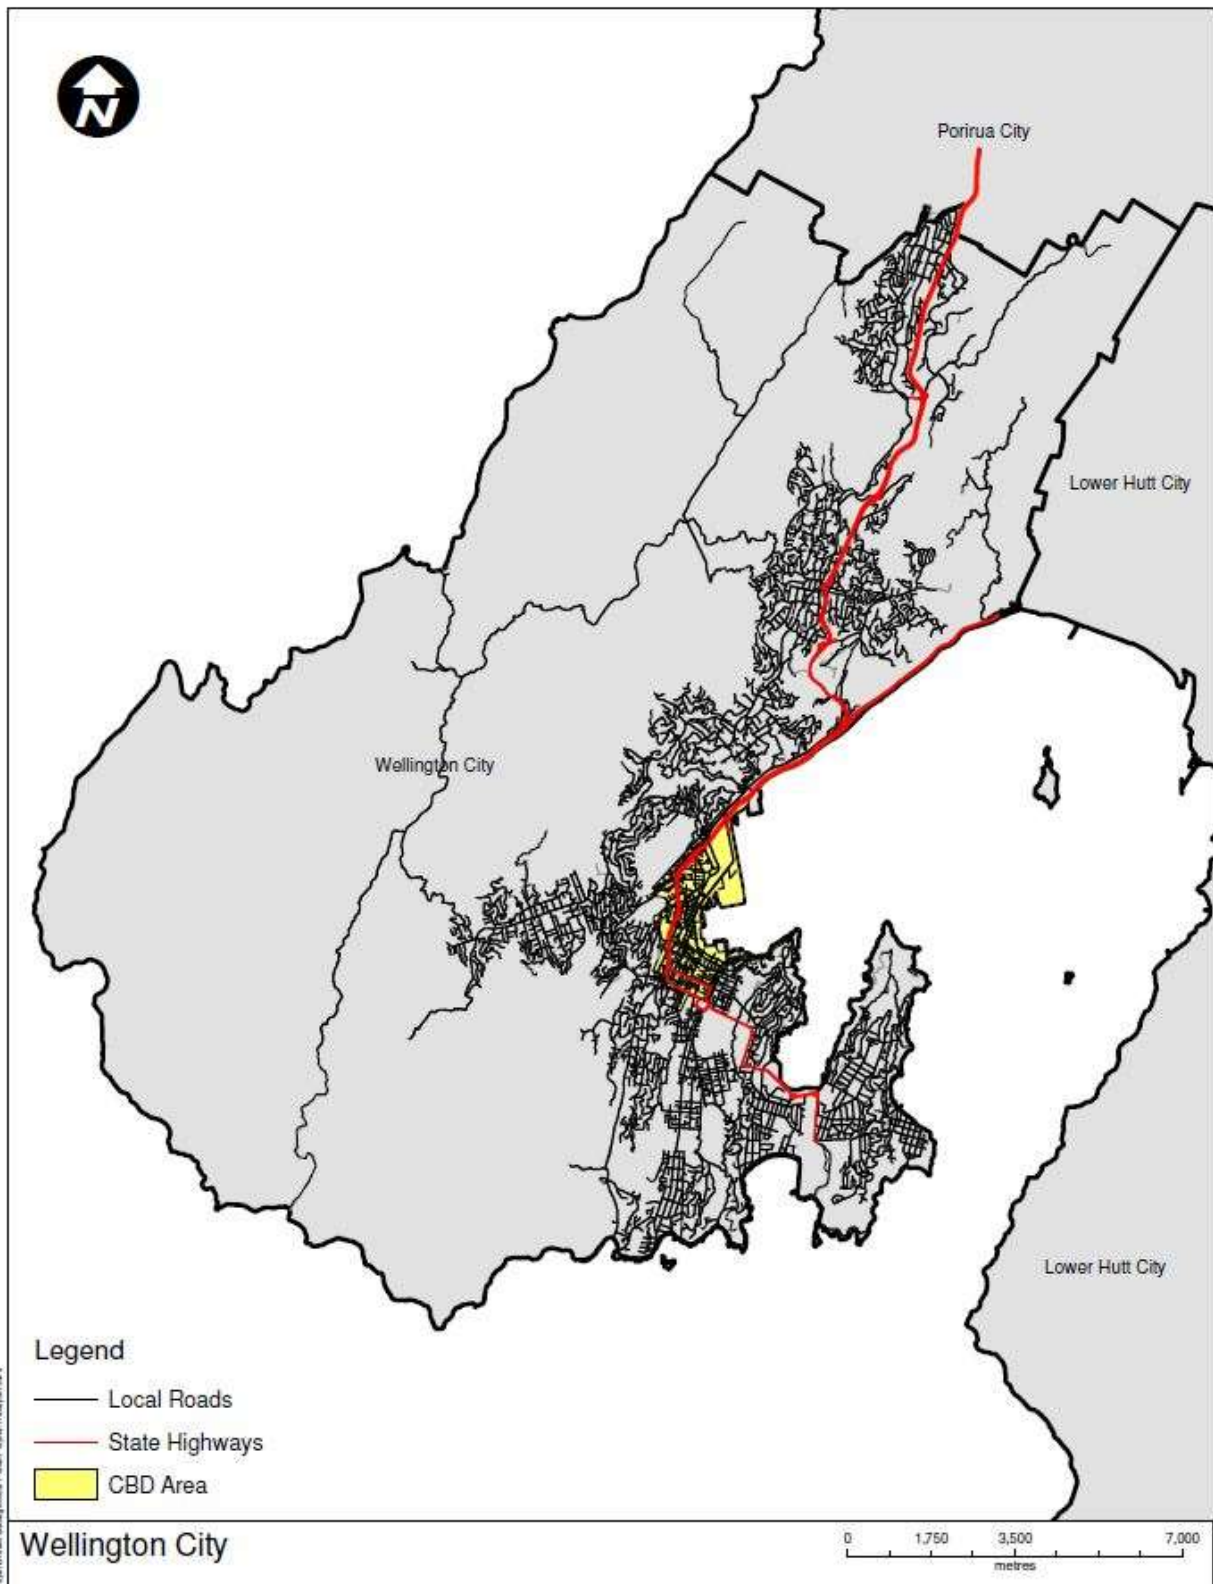 N
Porirua City
Lower Hutt City
Wellington City
Lower Hutt City
Legend
Local Roads
State Highways
CBD Area
Wellington City
0 1,750 3,500 7,000
metres